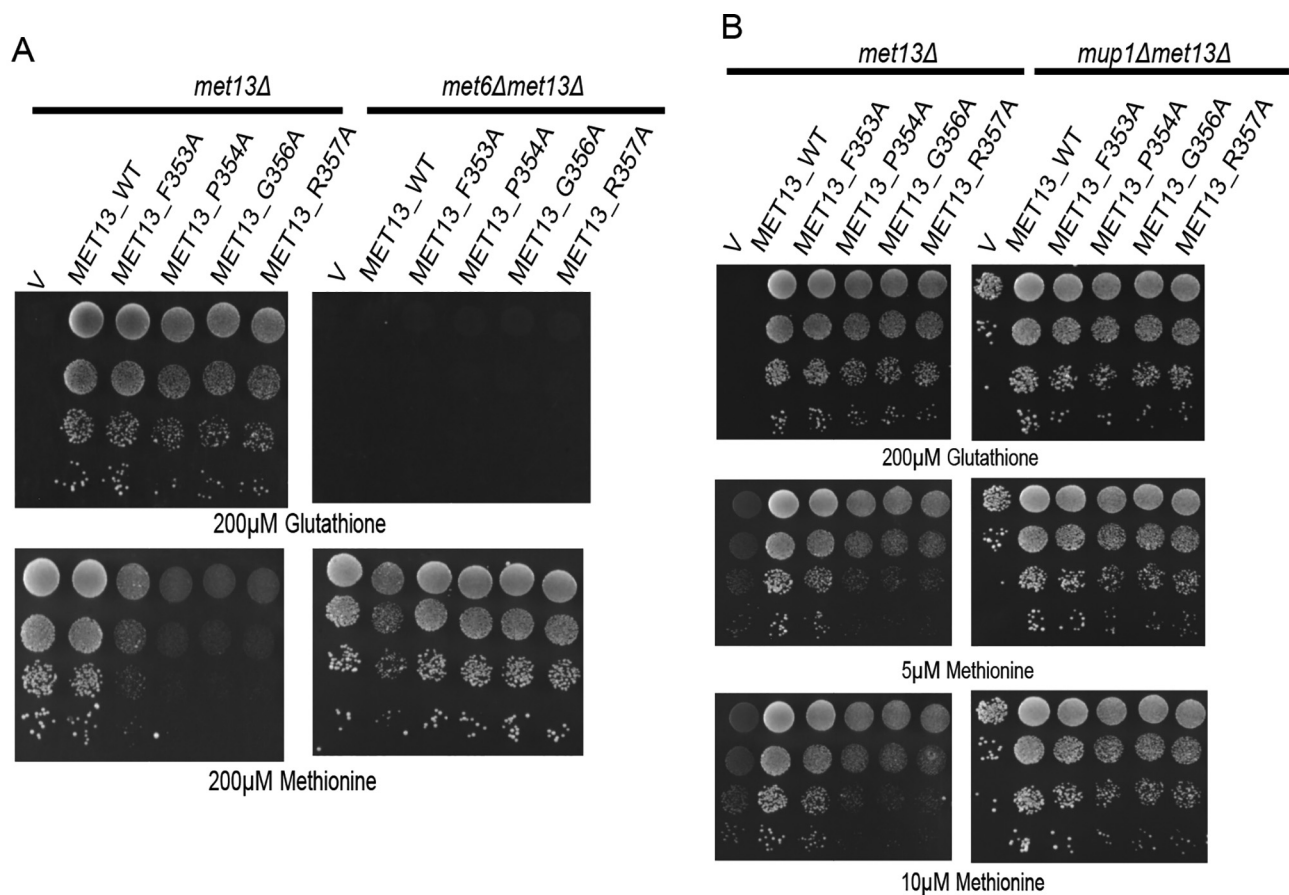 A
met13Δ
met6Δmet13Δ
V
MET13_WT
MET13_F353A
MET13_P354A
MET13_G356A
MET13_R357A
V
MET13_WT
MET13_F353A
MET13_P354A
MET13_G356A
MET13_R357A
200µM Glutathione
200µM Methionine
B
met13Δ
mup1Δmet13Δ
V
MET13_WT
MET13_F353A
MET13_P354A
MET13_G356A
MET13_R357A
V
MET13_WT
MET13_F353A
MET13_P354A
MET13_G356A
MET13_R357A
200µM Glutathione
5µM Methionine
10µM Methionine